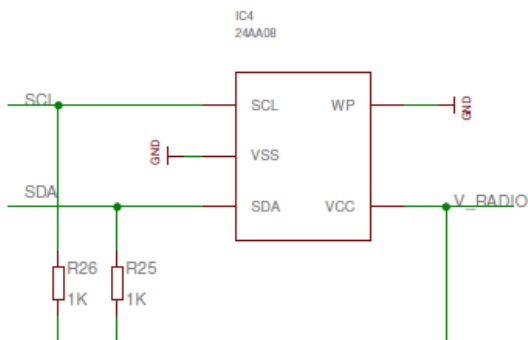 IC4
24AA08
SCL
SCL
WP
GND
GND
VSS
SDA
SDA
VCC
V_RADIO
R26
R25
1K
1K